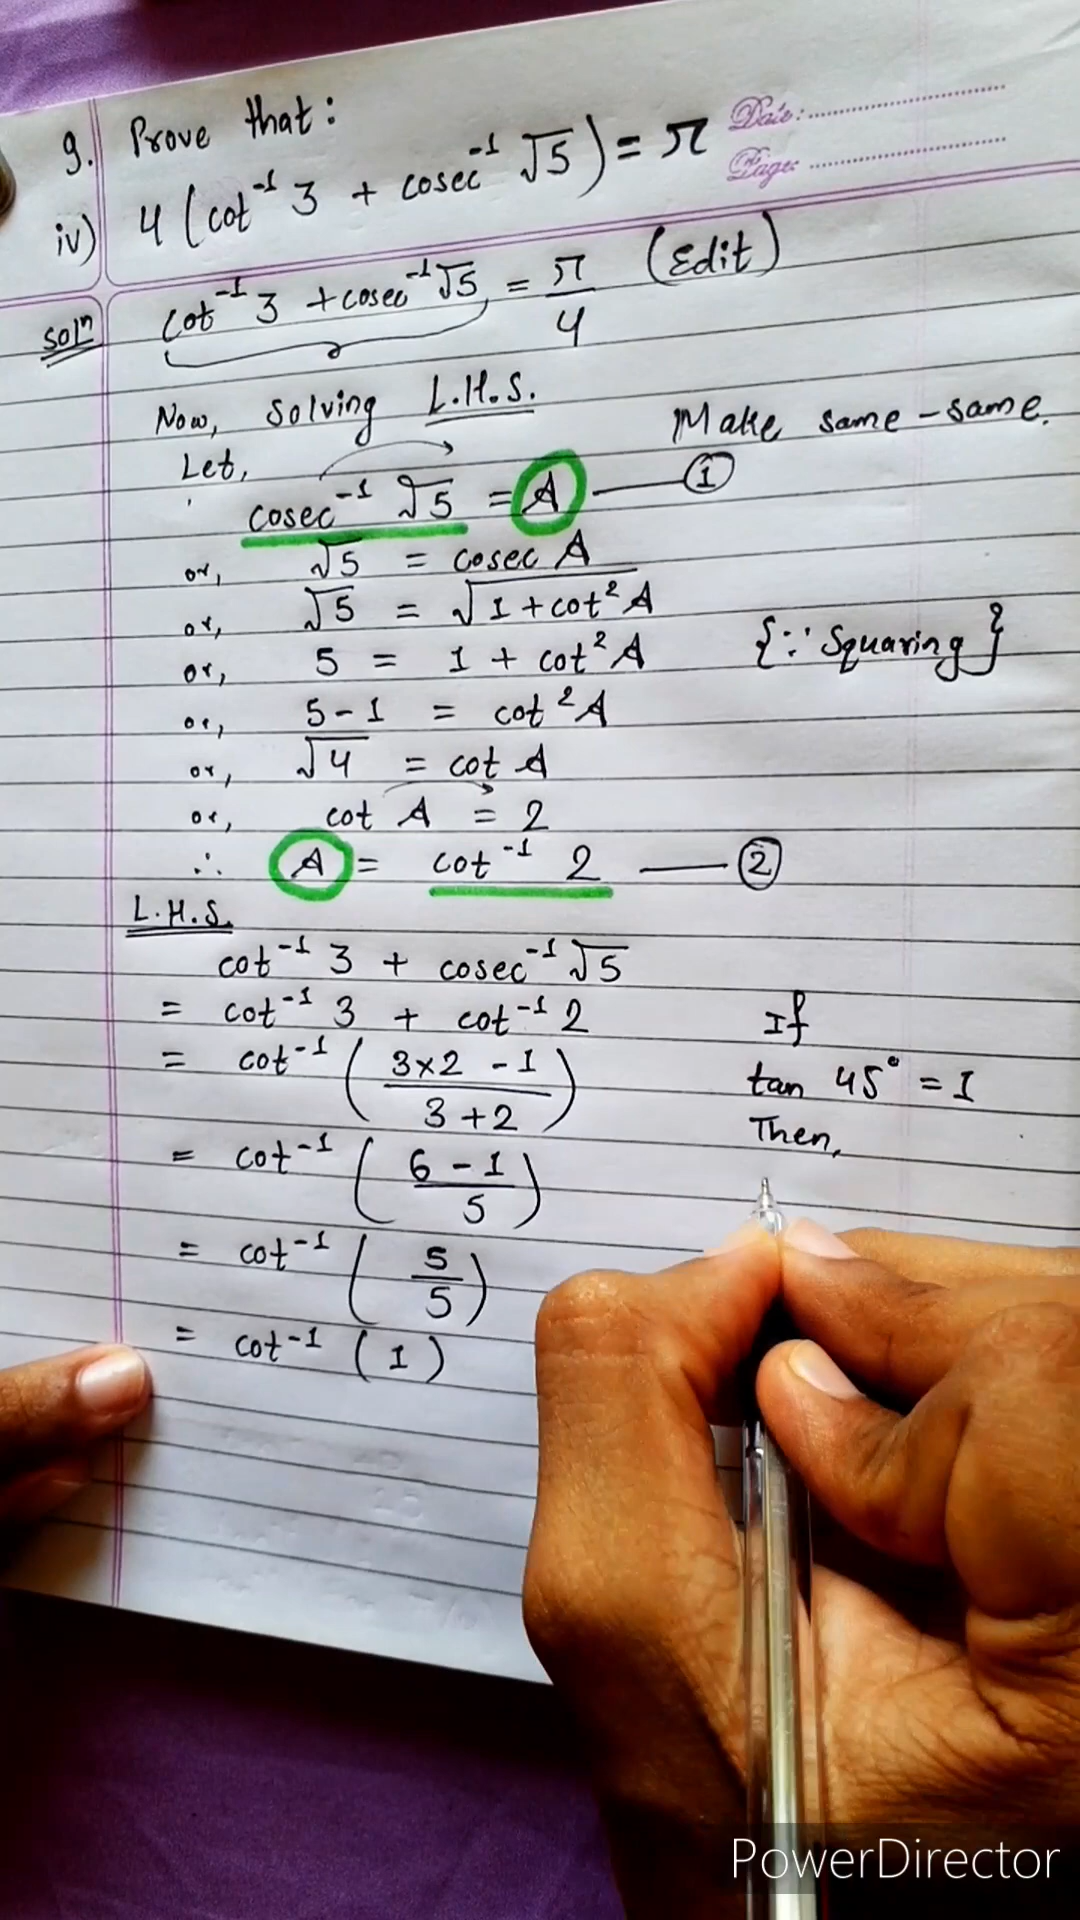 9. Prove that:
Date:
Page:
iv) 4 (cot⁻¹ 3 + cosec⁻¹ √5) = π
soln cot⁻¹ 3 + cosec⁻¹ √5 = π/4 (Edit)
Now, solving L.H.S.
Make same-same.
Let,
cosec⁻¹ √5 = A —— ①
or, √5 = cosec A
or, √5 = √(1 + cot² A)
or, 5 = 1 + cot² A {∵ Squaring}
or, 5 - 1 = cot² A
or, √4 = cot A
or, cot A = 2
∴ A = cot⁻¹ 2 —— ②
L.H.S.
cot⁻¹ 3 + cosec⁻¹ √5
= cot⁻¹ 3 + cot⁻¹ 2
If
= cot⁻¹ ((3×2 - 1)/(3 + 2))
tan 45° = 1
Then,
= cot⁻¹ ((6 - 1)/5)
= cot⁻¹ (5/5)
= cot⁻¹ (1)
PowerDirector